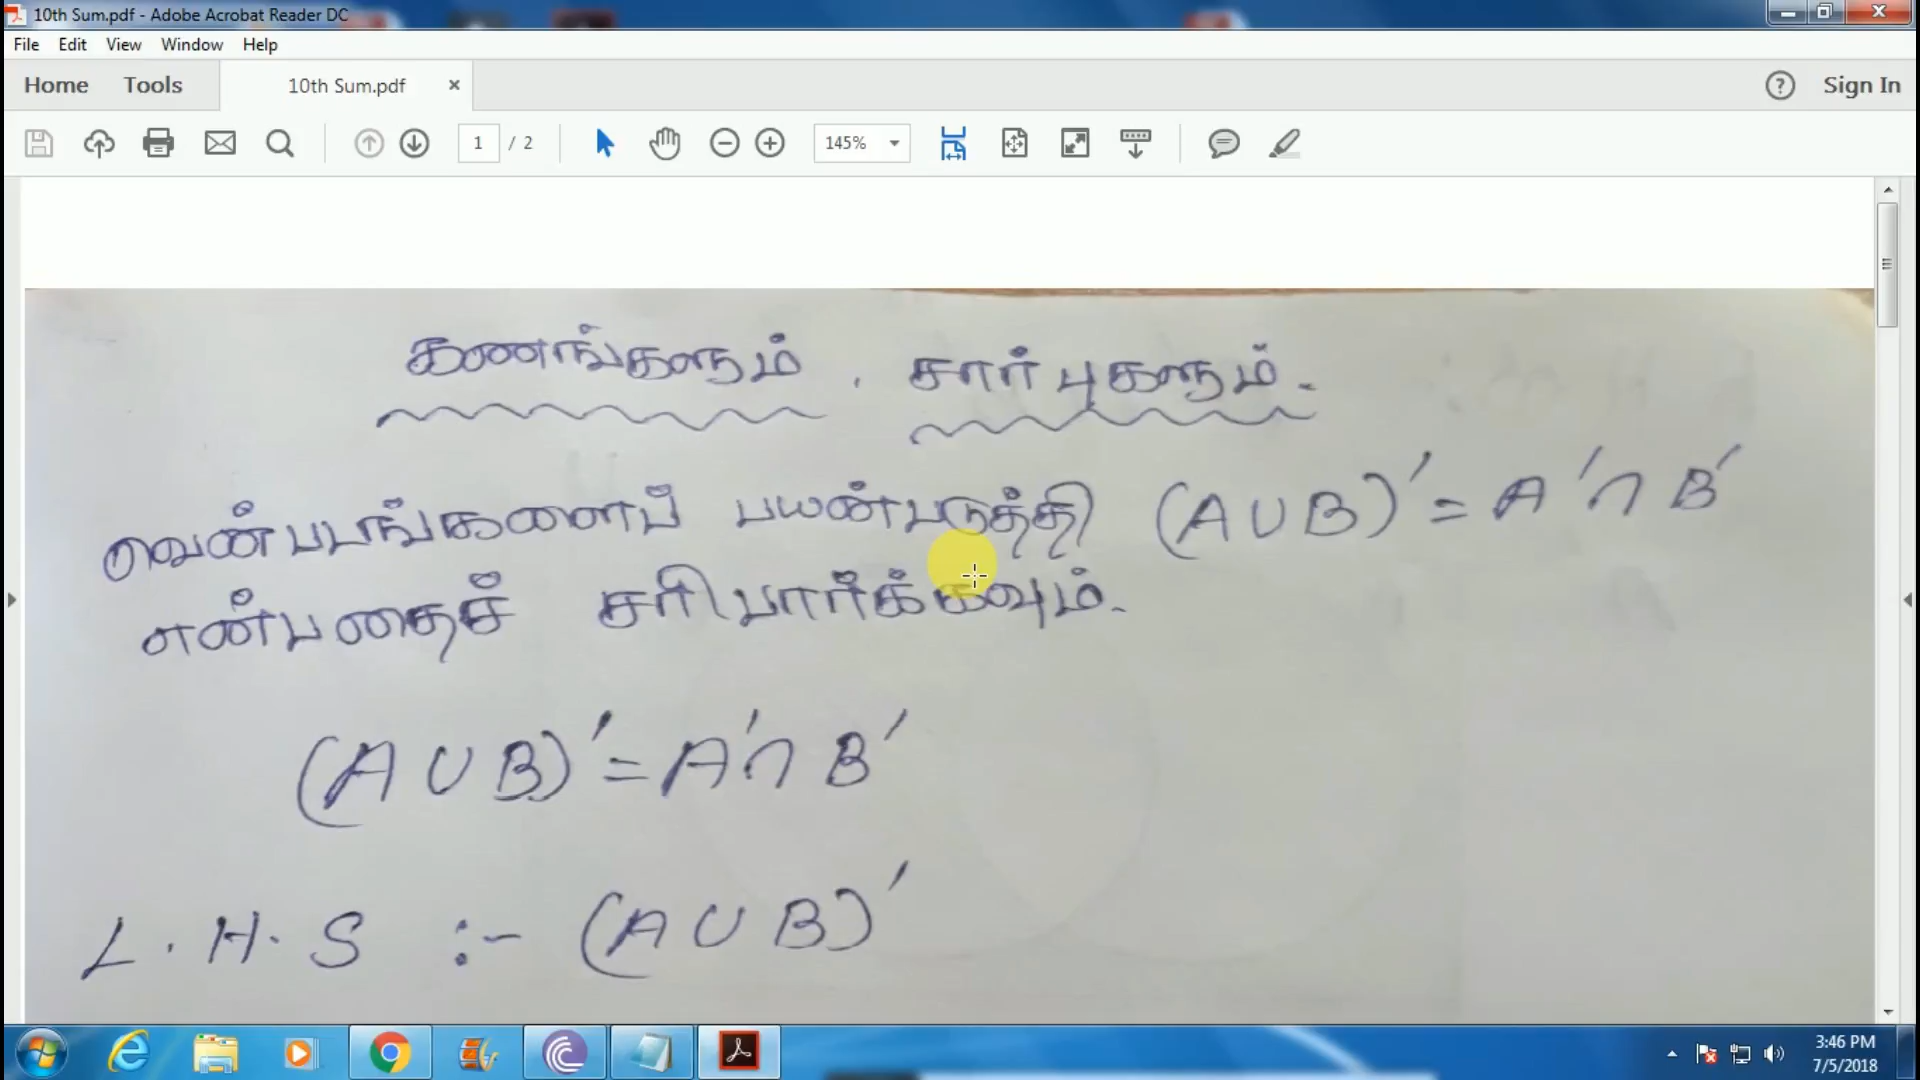 10th Sum.pdf - Adobe Acrobat Reader DC
File Edit View Window Help
Home Tools 10th Sum.pdf Sign In
1 / 2 145%
கணங்களும் , சார்புகளும்.
வெண்படங்களைப் பயன்படுத்தி (A∪B)′ = A′∩B′
என்பதைச் சரிபார்க்கவும்.
(A∪B)′ = A′∩B′
L.H.S :- (A∪B)′
3:46 PM
7/5/2018